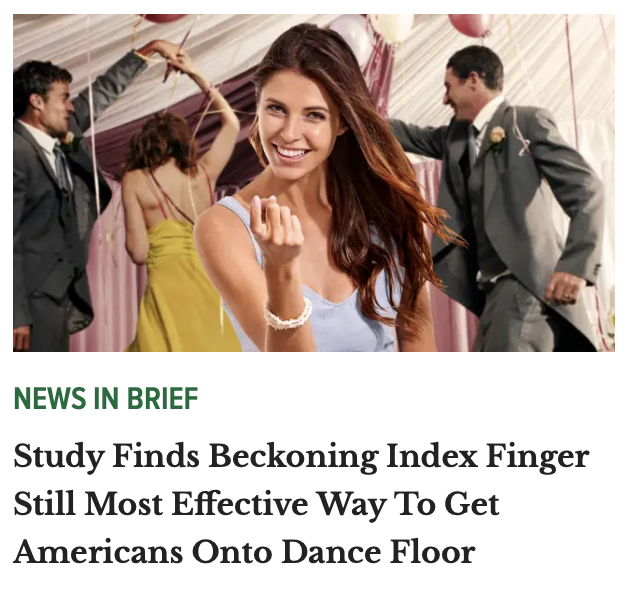 NEWS IN BRIEF
Study Finds Beckoning Index Finger
Still Most Effective Way To Get
Americans Onto Dance Floor